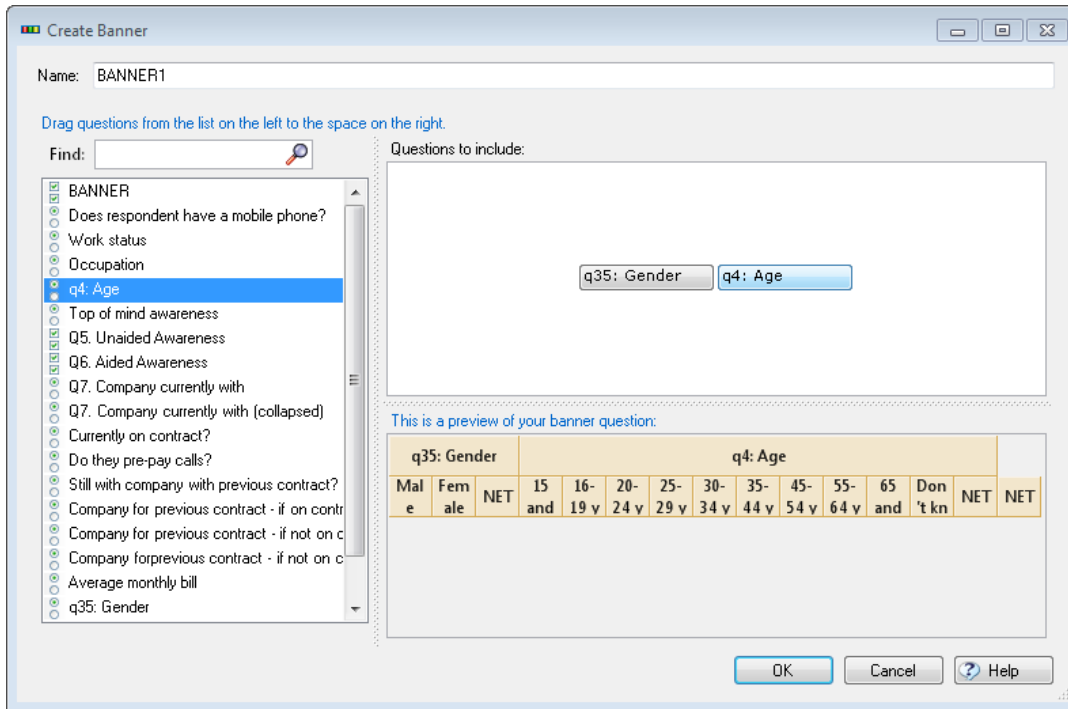 Create Banner
Name: BANNER1
Drag questions from the list on the left to the space on the right.
Find:
BANNER
Does respondent have a mobile phone?
Work status
Occupation
q4: Age
Top of mind awareness
Q5. Unaided Awareness
Q6. Aided Awareness
Q7. Company currently with
Q7. Company currently with (collapsed)
Currently on contract?
Do they pre-pay calls?
Still with company with previous contract?
Company for previous contract - if on contr
Company for previous contract - if not on c
Company forprevious contract - if not on c
Average monthly bill
q35: Gender
Questions to include:
q35: Gender q4: Age
This is a preview of your banner question:
q35: Gender q4: Age
Mal Fem NET 15 16- 20- 25- 30- 35- 45- 55- 65 Don NET NET
e ale and 19 y 24 y 29 y 34 y 44 y 54 y 64 y and 't kn
OK Cancel ? Help